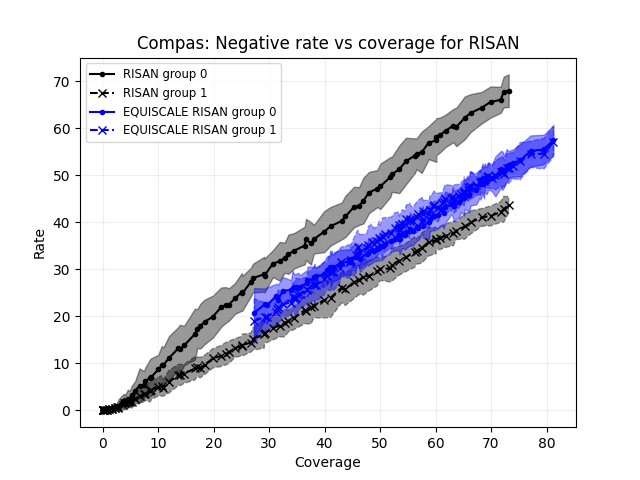 Compas: Negative rate vs coverage for RISAN
RISAN group 0
RISAN group 1
EQUISCALE RISAN group 0
EQUISCALE RISAN group 1
70
60
50
40
30
20
10
0
Rate
0 10 20 30 40 50 60 70 80
Coverage